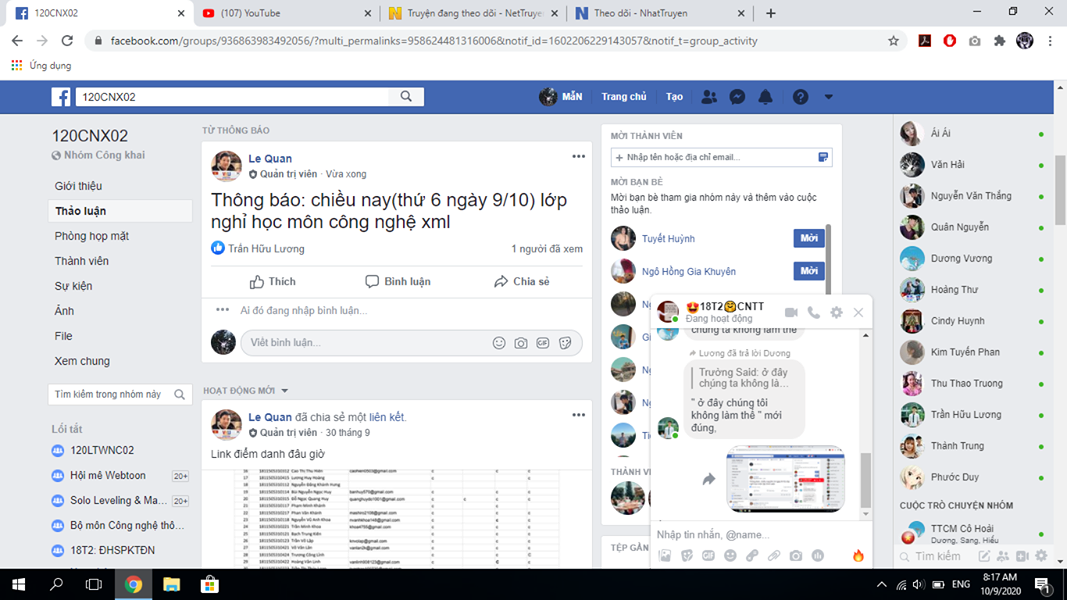 120CNX02
(107) YouTube
Truyện đang theo dõi - NetTruyen
Theo dõi - NhatTruyen
facebook.com/groups/936863983492056/?multi_permalinks=958624481316006&notif_id=1602206229143057&notif_t=group_activity
Ứng dụng
120CNX02
MẪN
Trang chủ
Tạo
120CNX02
Nhóm Công khai
Giới thiệu
Thảo luận
Phòng họp mặt
Thành viên
Sự kiện
Ảnh
File
Xem chung
Tìm kiếm trong nhóm này
Lối tắt
120LTWNC02
Hội mê Webtoon 20+
Solo Leveling & Ma... 20+
Bộ môn Công nghệ thô...
18T2: ĐHSPKTĐN
TỪ THÔNG BÁO
Le Quan
Quản trị viên · Vừa xong
Thông báo: chiều nay(thứ 6 ngày 9/10) lớp
nghỉ học môn công nghệ xml
Trần Hữu Lương
1 người đã xem
Thích
Bình luận
Chia sẻ
Ai đó đang nhập bình luận...
Viết bình luận...
HOẠT ĐỘNG MỚI
Le Quan đã chia sẻ một liên kết.
Quản trị viên · 30 tháng 9
Link điểm danh đầu giờ
MỜI THÀNH VIÊN
+ Nhập tên hoặc địa chỉ email...
MỜI BẠN BÈ
Mời bạn bè tham gia nhóm này và thêm vào cuộc
thảo luận.
Tuyết Huỳnh
Mời
Ngô Hồng Gia Khuyên
Mời
THÀNH V
TỆP GẦN
18T2 CNTT
Đang hoạt động
chúng ta không làm thế
Lương đã trả lời Dương
Trường Said: ở đây
chúng ta không là...
" ở đây chúng tôi
không làm thế " mới
đúng,
Nhập tin nhắn, @name...
Ái Ái
Văn Hải
Nguyễn Văn Thắng
Quân Nguyễn
Dương Vương
Hoàng Thư
Cindy Huynh
Kim Tuyến Phan
Thu Thao Truong
Trần Hữu Lương
Thành Trung
Phước Duy
CUỘC TRÒ CHUYỆN NHÓM
TTCM Cô Hoài
Dương, Sang, Hiếu
Tìm kiếm
ENG
8:17 AM
10/9/2020
1